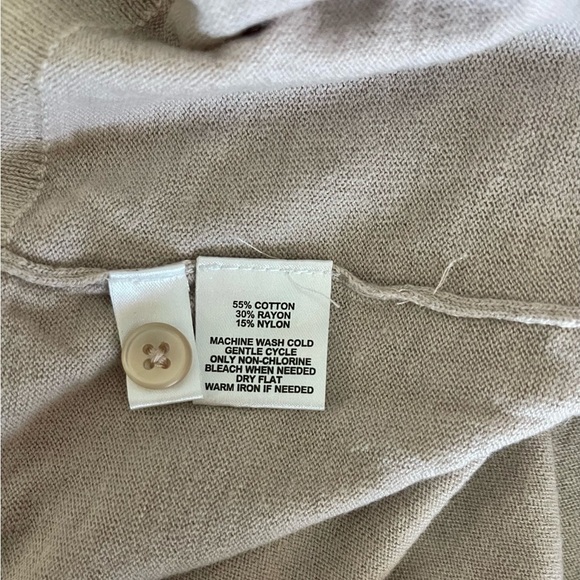 55% COTTON
30% RAYON
15% NYLON
MACHINE WASH COLD
GENTLE CYCLE
ONLY NON-CHLORINE
BLEACH WHEN NEEDED
DRY FLAT
WARM IRON IF NEEDED